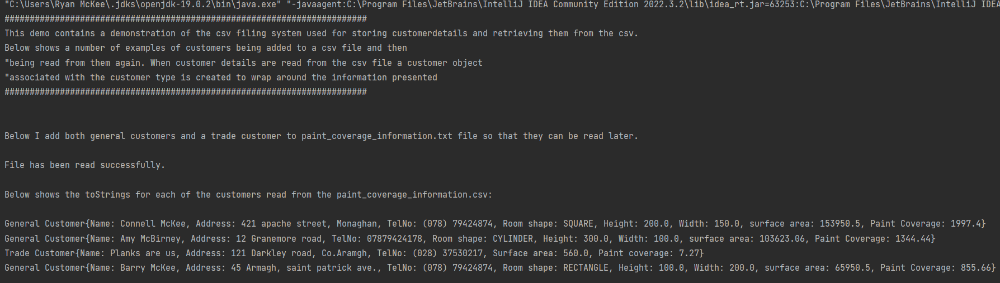 "C:\Users\Ryan McKee\.jdks\openjdk-19.0.2\bin\java.exe" "-javaagent:C:\Program Files\JetBrains\IntelliJ IDEA Community Edition 2022.3.2\lib\idea_rt.jar=63253:C:\Program Files\JetBrains\IntelliJ IDEA
########################################################################
This demo contains a demonstration of the csv filing system used for storing customerdetails and retrieving them from the csv.
Below shows a number of examples of customers being added to a csv file and then
"being read from them again. When customer details are read from the csv file a customer object
"associated with the customer type is created to wrap around the information presented
########################################################################
Below I add both general customers and a trade customer to paint_coverage_information.txt file so that they can be read later.
File has been read successfully.
Below shows the toStrings for each of the customers read from the paint_coverage_information.csv:
General Customer{Name: Connell McKee, Address: 421 apache street, Monaghan, TelNo: (078) 79424874, Room shape: SQUARE, Height: 200.0, Width: 150.0, surface area: 153950.5, Paint Coverage: 1997.4}
General Customer{Name: Amy McBirney, Address: 12 Granemore road, TelNo: 07879424178, Room shape: CYLINDER, Height: 300.0, Width: 100.0, surface area: 103623.06, Paint Coverage: 1344.44}
Trade Customer{Name: Planks are us, Address: 121 Darkley road, Co.Aramgh, TelNo: (028) 37530217, Surface area: 560.0, Paint coverage: 7.27}
General Customer{Name: Barry McKee, Address: 45 Armagh, saint patrick ave., TelNo: (078) 79424874, Room shape: RECTANGLE, Height: 100.0, Width: 200.0, surface area: 65950.5, Paint Coverage: 855.66}